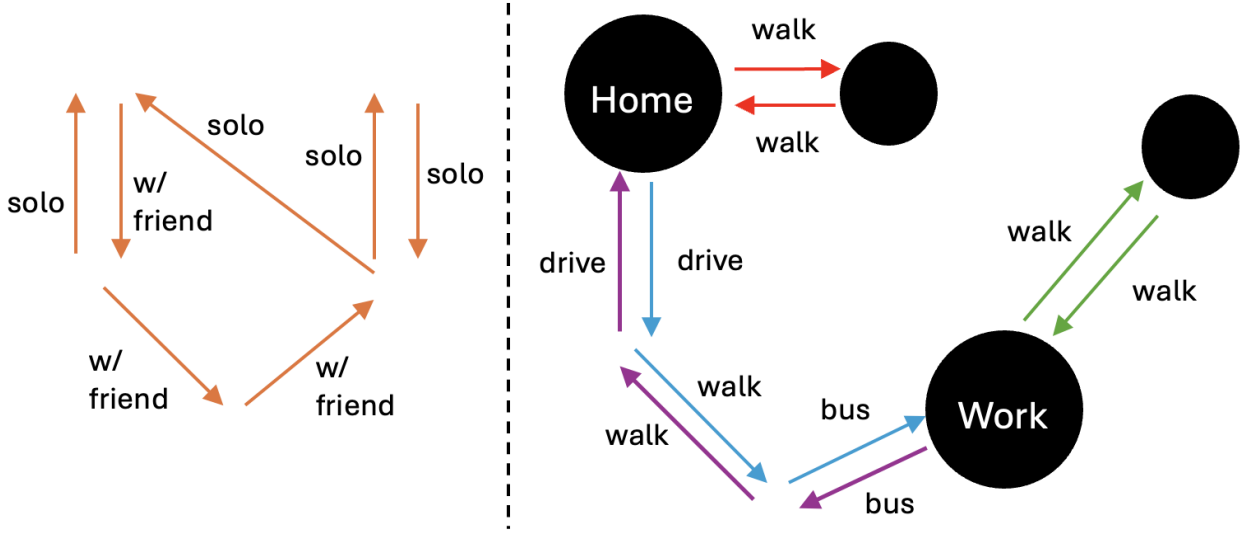 solo
w/
friend
solo
solo
solo
w/
friend
w/
friend
Home
walk
walk
drive
drive
walk
walk
bus
bus
Work
walk
walk